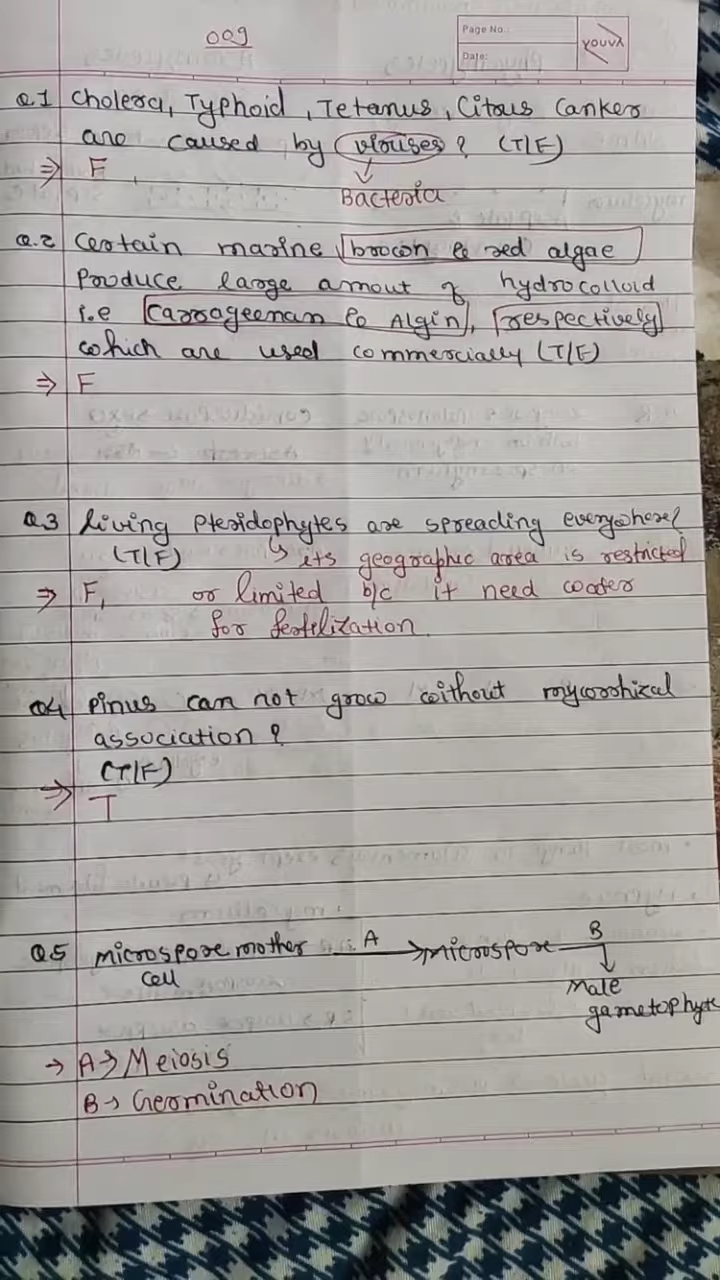 009
Page No.:
Date:
YOUVA
Q.1 Cholera, Typhoid, Tetanus, Citrus Canker
are caused by viruses? (T/F)
⇒ F,
Bacteria
Q.2 Certain marine brown & red algae
Produce large amout of hydrocolloid
i.e Carrageenan & Algin, respectively
which are used commercially (T/F)
⇒ F
Q.3 living Pteridophytes are spreading everywhere?
(T/F) ↳ its geographic area is restricted
⇒ F, or limited b/c it need water
for fertilization.
Q4 Pinus can not grow without mycorrhizal
association?
(T/F)
⇒ T
Q.5 Microspore mother A → Microspore B
cell
Male
gametophyte
→ A → Meiosis
B → Germination